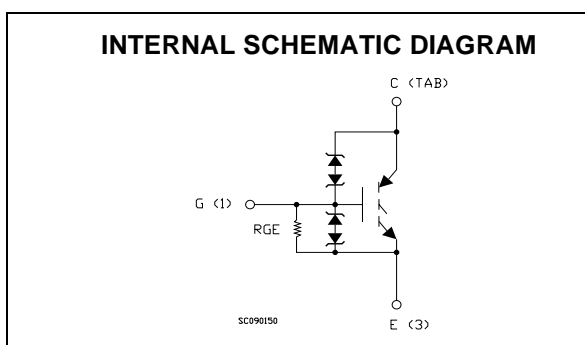 INTERNAL SCHEMATIC DIAGRAM
C (TAB)
G (1)
RGE
SC090150
E (3)